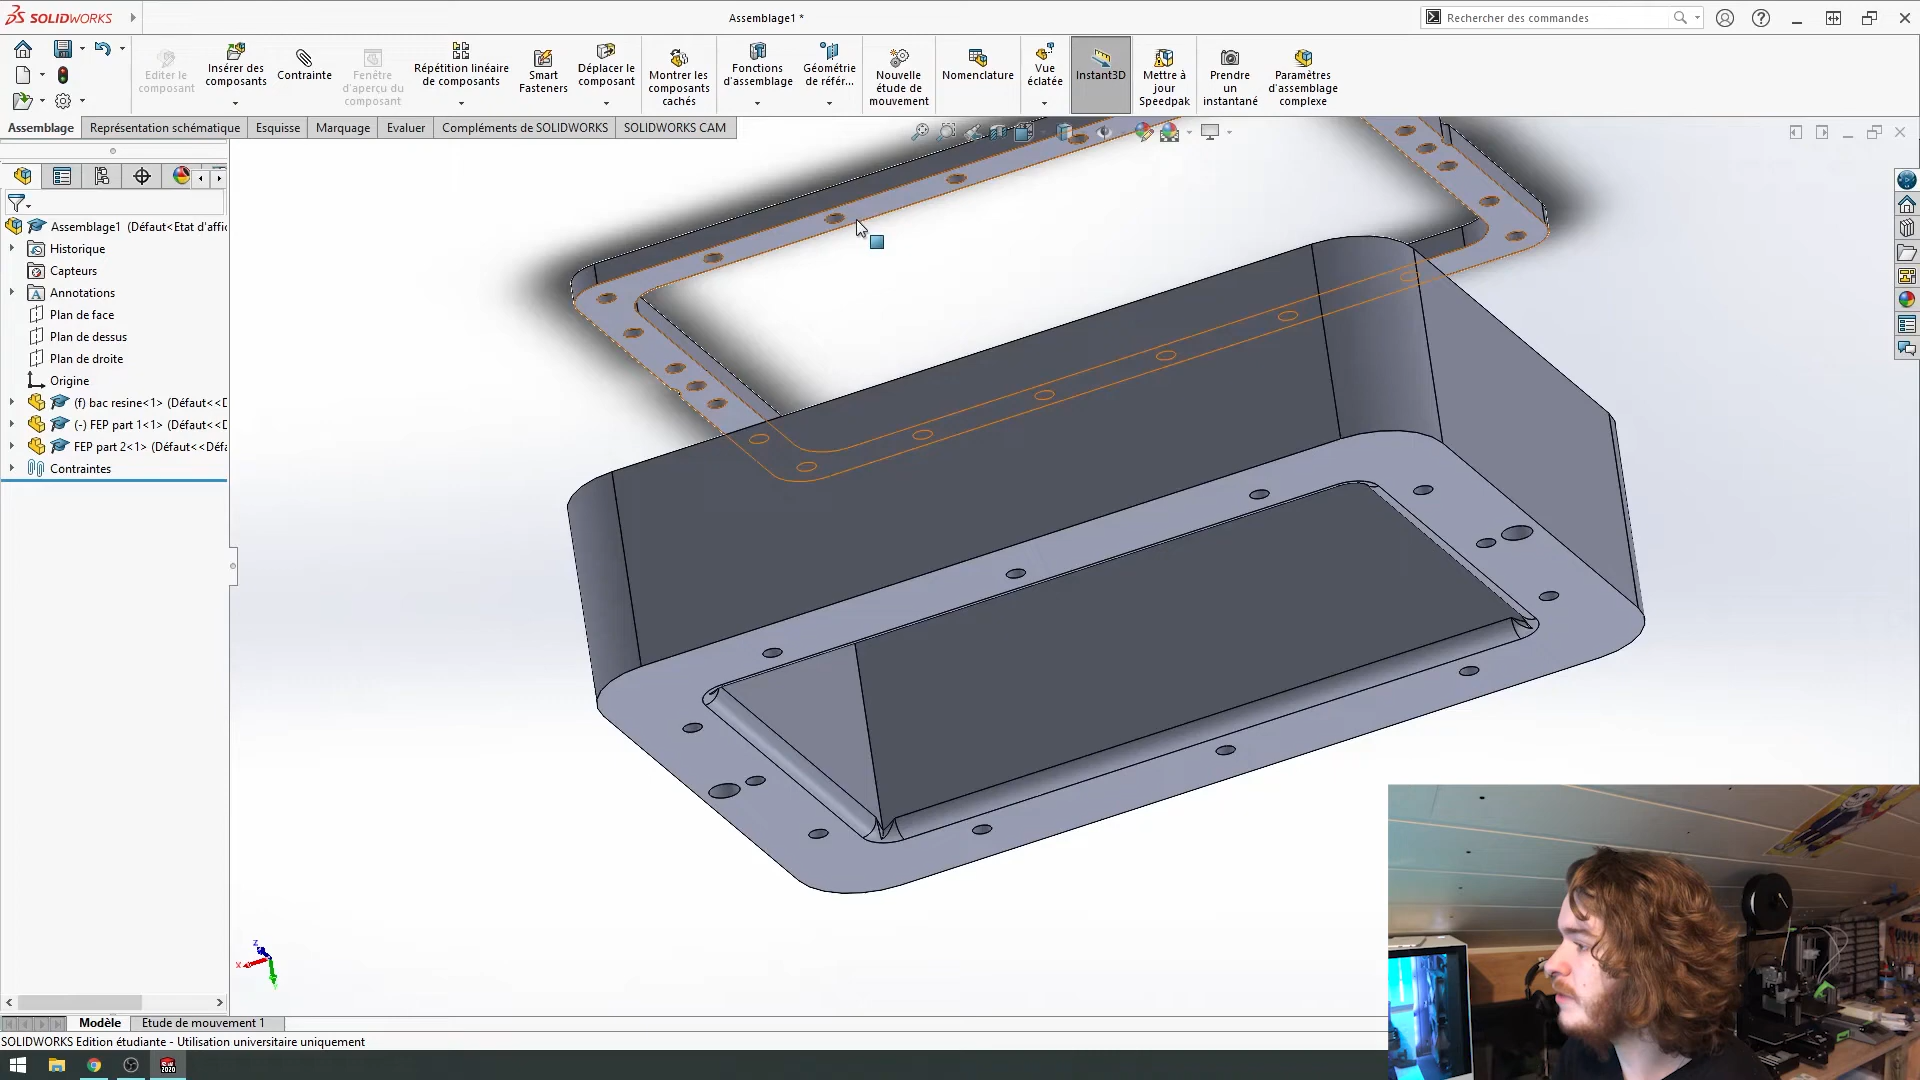 SOLIDWORKS
Assemblage1 *
Rechercher des commandes
Editer le composant
Insérer des composants
Contrainte
Fenêtre d'aperçu du composant
Répétition linéaire de composants
Smart Fasteners
Déplacer le composant
Montrer les composants cachés
Fonctions d'assemblage
Géométrie de référ...
Nouvelle étude de mouvement
Nomenclature
Vue éclatée
Instant3D
Mettre à jour Speedpak
Prendre un instantané
Paramètres d'assemblage complexe
Assemblage
Représentation schématique
Esquisse
Marquage
Evaluer
Compléments de SOLIDWORKS
SOLIDWORKS CAM
Assemblage1 (Défaut<Etat d'affi
Historique
Capteurs
Annotations
Plan de face
Plan de dessus
Plan de droite
Origine
(f) bac resine<1> (Défaut<<D
(-) FEP part 1<1> (Défaut<<D
FEP part 2<1> (Défaut<<Défa
Contraintes
z
x
Modèle
Etude de mouvement 1
SOLIDWORKS Edition étudiante - Utilisation universitaire uniquement
2020